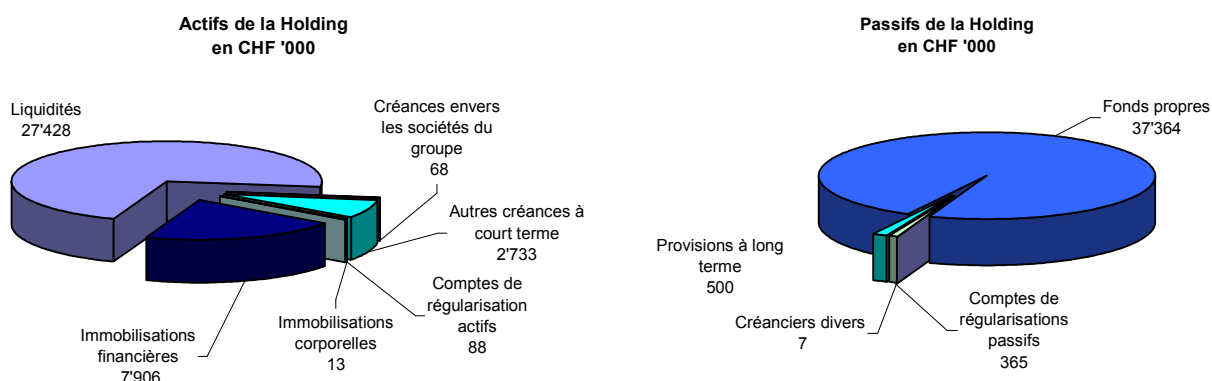 Actifs de la Holding
en CHF '000
Liquidités
27'428
Créances envers
les sociétés du
groupe
68
Autres créances à
court terme
2'733
Comptes de
régularisation
actifs
88
Immobilisations
corporelles
13
Immobilisations
financières
7'906
Passifs de la Holding
en CHF '000
Fonds propres
37'364
Provisions à long
terme
500
Créanciers divers
7
Comptes de
régularisations
passifs
365